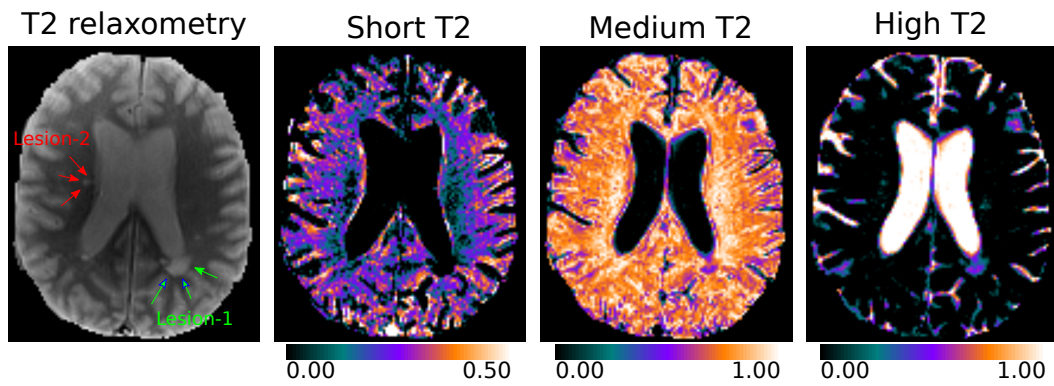 T2 relaxometry
Short T2
Medium T2
High T2
Lesion-2
Lesion-1
0.00 0.50
0.00 1.00
0.00 1.00